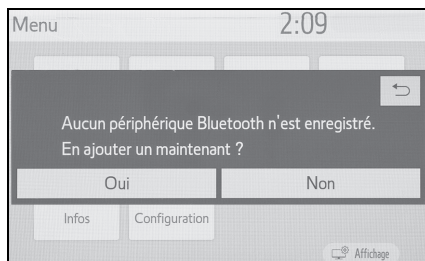 Menu
2:09
Aucun périphérique Bluetooth n'est enregistré.
En ajouter un maintenant ?
Oui
Non
Infos
Configuration
Affichage